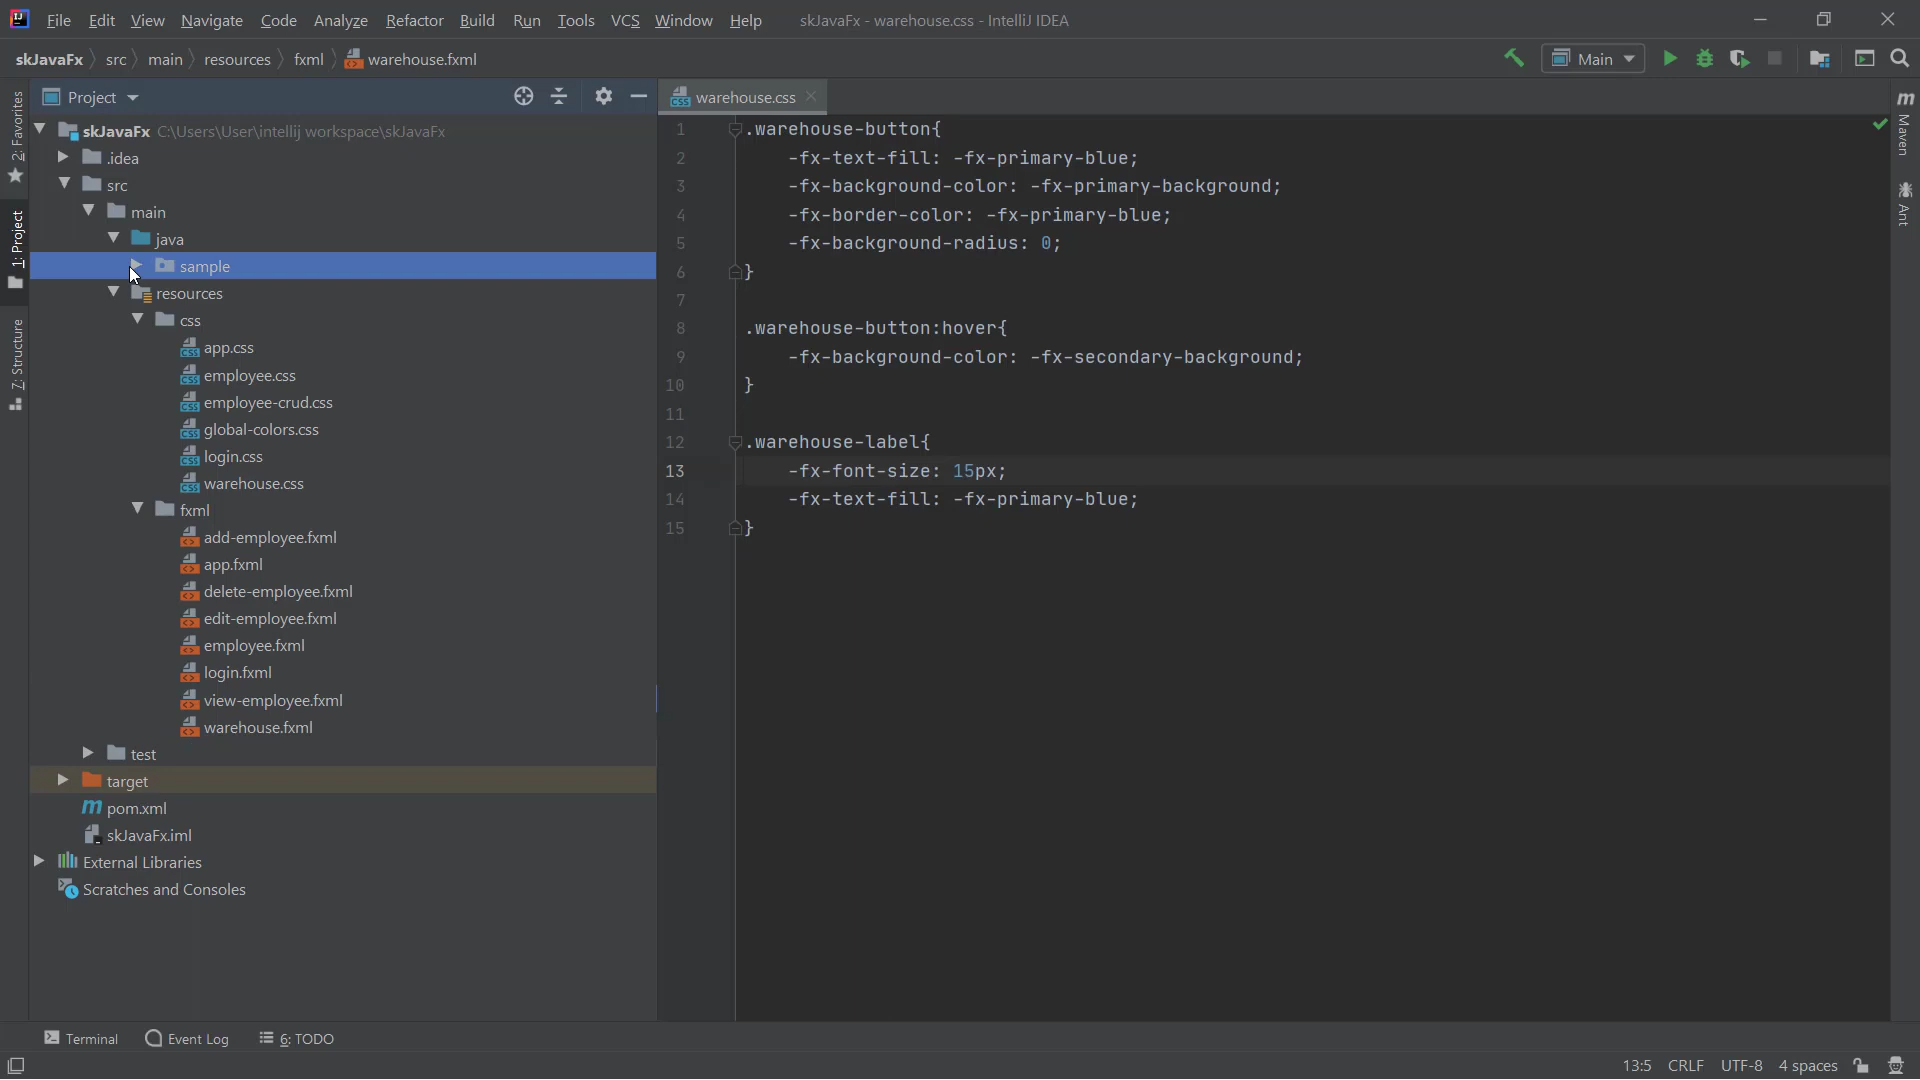 File Edit View Navigate Code Analyze Refactor Build Run Tools VCS Window Help skJavaFx - warehouse.css - IntelliJ IDEA
skJavaFx src main resources fxml warehouse.fxml Main
Project
warehouse.css
skJavaFx C:\Users\User\intellij workspace\skJavaFx
.idea
src
main
java
sample
resources
css
app.css
employee.css
employee-crud.css
global-colors.css
login.css
warehouse.css
fxml
add-employee.fxml
app.fxml
delete-employee.fxml
edit-employee.fxml
employee.fxml
login.fxml
view-employee.fxml
warehouse.fxml
test
target
pom.xml
skJavaFx.iml
External Libraries
Scratches and Consoles
2: Favorites
1: Project
7: Structure
1 .warehouse-button{
2 -fx-text-fill: -fx-primary-blue;
3 -fx-background-color: -fx-primary-background;
4 -fx-border-color: -fx-primary-blue;
5 -fx-background-radius: 0;
6 }
7
8 .warehouse-button:hover{
9 -fx-background-color: -fx-secondary-background;
10 }
11
12 .warehouse-label{
13 -fx-font-size: 15px;
14 -fx-text-fill: -fx-primary-blue;
15 }
m Maven
Ant
Terminal Event Log 6: TODO
13:5 CRLF UTF-8 4 spaces